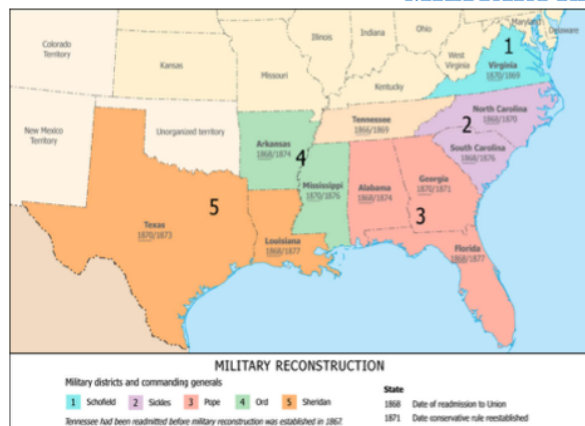 Maryland
Delaware
Ohio
Indiana
Illinois
Colorado
Territory
Kansas
Missouri
West
Virginia
Kentucky
1
Virginia
1870/1869
New Mexico
Territory
Unorganized territory
Tennessee
1866/1869
North Carolina
1868/1870
2
South Carolina
1868/1876
Arkansas
1868/1874
4
Mississippi
1870/1876
Alabama
1868/1874
Georgia
1870/1871
3
Texas
1870/1873
5
Louisiana
1868/1877
Florida
1868/1877
MILITARY RECONSTRUCTION
Military districts and commanding generals
1 Schofield 2 Sickles 3 Pope 4 Ord 5 Sheridan
Tennessee had been readmitted before military reconstruction was established in 1867.
State
1868 Date of readmission to Union
1871 Date conservative rule reestablished